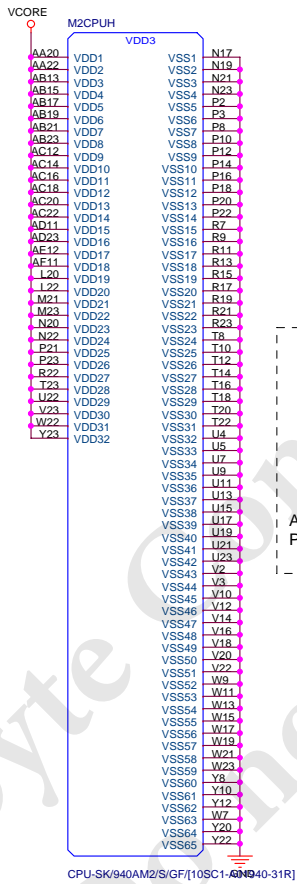 VCORE
M2CPUH
VDD3
AA20 VDD1 VSS1 N17
AA22 VDD2 VSS2 N19
AB13 VDD3 VSS3 N21
AB15 VDD4 VSS4 N23
AB17 VDD5 VSS5 P2
AB19 VDD6 VSS6 P3
AB21 VDD7 VSS7 P8
AB23 VDD8 VSS8 P10
AC12 VDD9 VSS9 P12
AC14 VDD10 VSS10 P14
AC16 VDD11 VSS11 P16
AC18 VDD12 VSS12 P18
AC20 VDD13 VSS13 P20
AC22 VDD14 VSS14 P22
AD11 VDD15 VSS15 R7
AD23 VDD16 VSS16 R9
AE12 VDD17 VSS17 R11
AF11 VDD18 VSS18 R13
L20 VDD19 VSS19 R15
L22 VDD20 VSS20 R17
M21 VDD21 VSS21 R19
M23 VDD22 VSS22 R21
N20 VDD23 VSS23 R23
N22 VDD24 VSS24 T8
P21 VDD25 VSS25 T10
P23 VDD26 VSS26 T12
R22 VDD27 VSS27 T14
T23 VDD28 VSS28 T16
U22 VDD29 VSS29 T18
V23 VDD30 VSS30 T20
W22 VDD31 VSS31 T22
Y23 VDD32 VSS32 U4
VSS33 U5
VSS34 U7
VSS35 U9
VSS36 U11
VSS37 U13
VSS38 U15
VSS39 U17
VSS40 U19
VSS41 U21
VSS42 U23
VSS43 V2
VSS44 V3
VSS45 V10
VSS46 V12
VSS47 V14
VSS48 V16
VSS49 V18
VSS50 V20
VSS51 V22
VSS52 W9
VSS53 W11
VSS54 W13
VSS55 W15
VSS56 W17
VSS57 W19
VSS58 W21
VSS59 W23
VSS60 Y8
VSS61 Y10
VSS62 Y12
VSS63 W7
VSS64 Y20
VSS65 Y22
A
P
GND